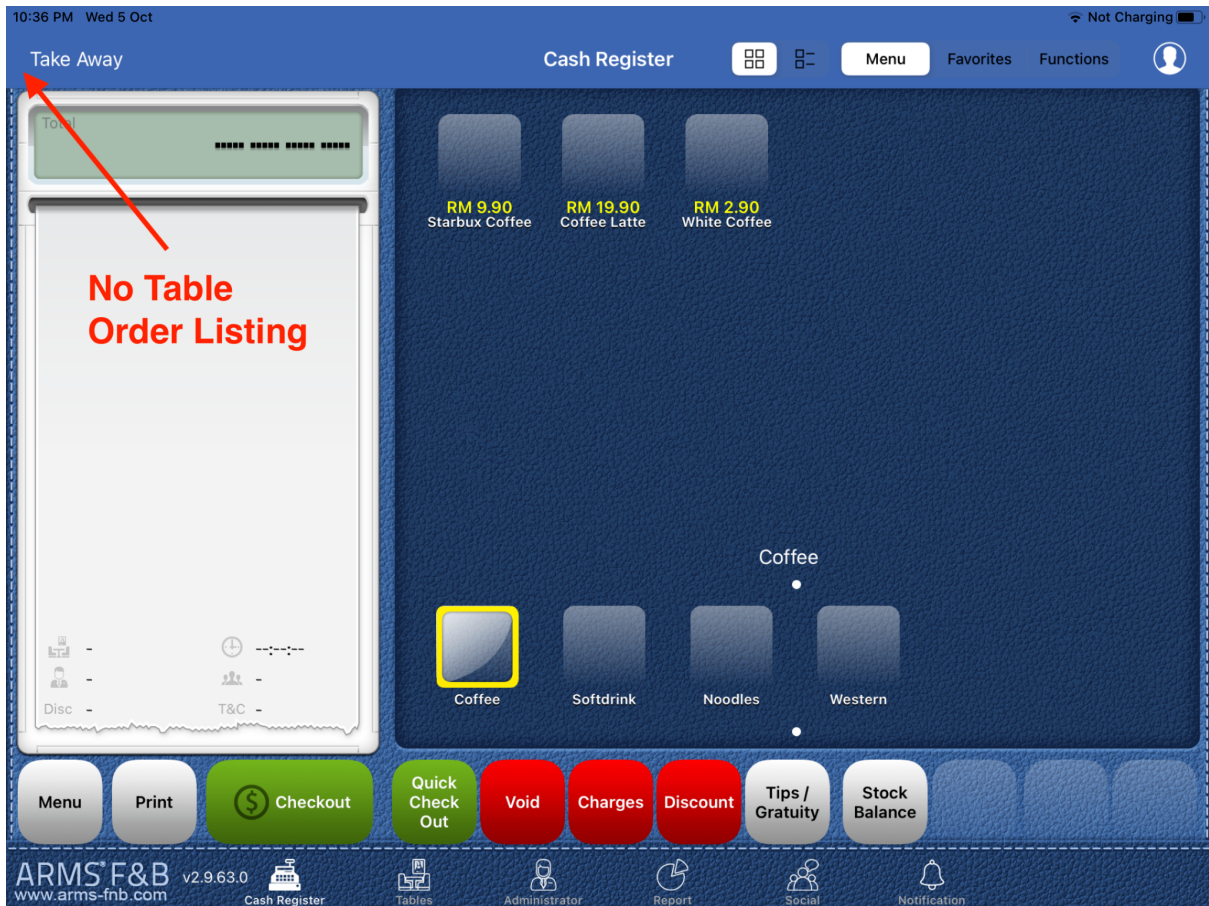 10:36 PM Wed 5 Oct
Not Charging
Take Away
Cash Register
Menu
Favorites
Functions
Total
No Table
Order Listing
RM 9.90
Starbux Coffee
RM 19.90
Coffee Latte
RM 2.90
White Coffee
Coffee
Coffee
Softdrink
Noodles
Western
-
--:--:--
-
-
Disc -
T&C -
Menu
Print
Checkout
Quick
Check
Out
Void
Charges
Discount
Tips /
Gratuity
Stock
Balance
ARMS® F&B v2.9.63.0
www.arms-fnb.com
Cash Register
Tables
Administrator
Report
Social
Notification